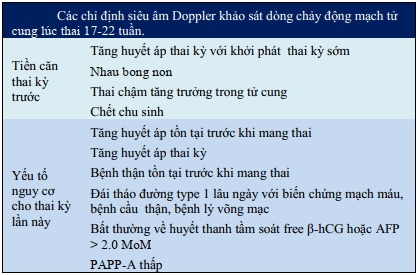 Các chỉ định siêu âm Doppler khảo sát dòng chảy động mạch tử
cung lúc thai 17-22 tuần.
Tiền căn
thai kỳ
trước
Tăng huyết áp thai kỳ với khởi phát thai kỳ sớm
Nhau bong non
Thai chậm tăng trưởng trong tử cung
Chết chu sinh
Yếu tố
nguy cơ
cho thai kỳ
lần này
Tăng huyết áp tồn tại trước khi mang thai
Tăng huyết áp thai kỳ
Bệnh thận tồn tại trước khi mang thai
Đái tháo đường type 1 lâu ngày với biến chứng mạch máu,
bệnh cầu thận, bệnh lý võng mạc
Bất thường về huyết thanh tầm soát free β-hCG hoặc AFP
> 2.0 MoM
PAPP-A thấp